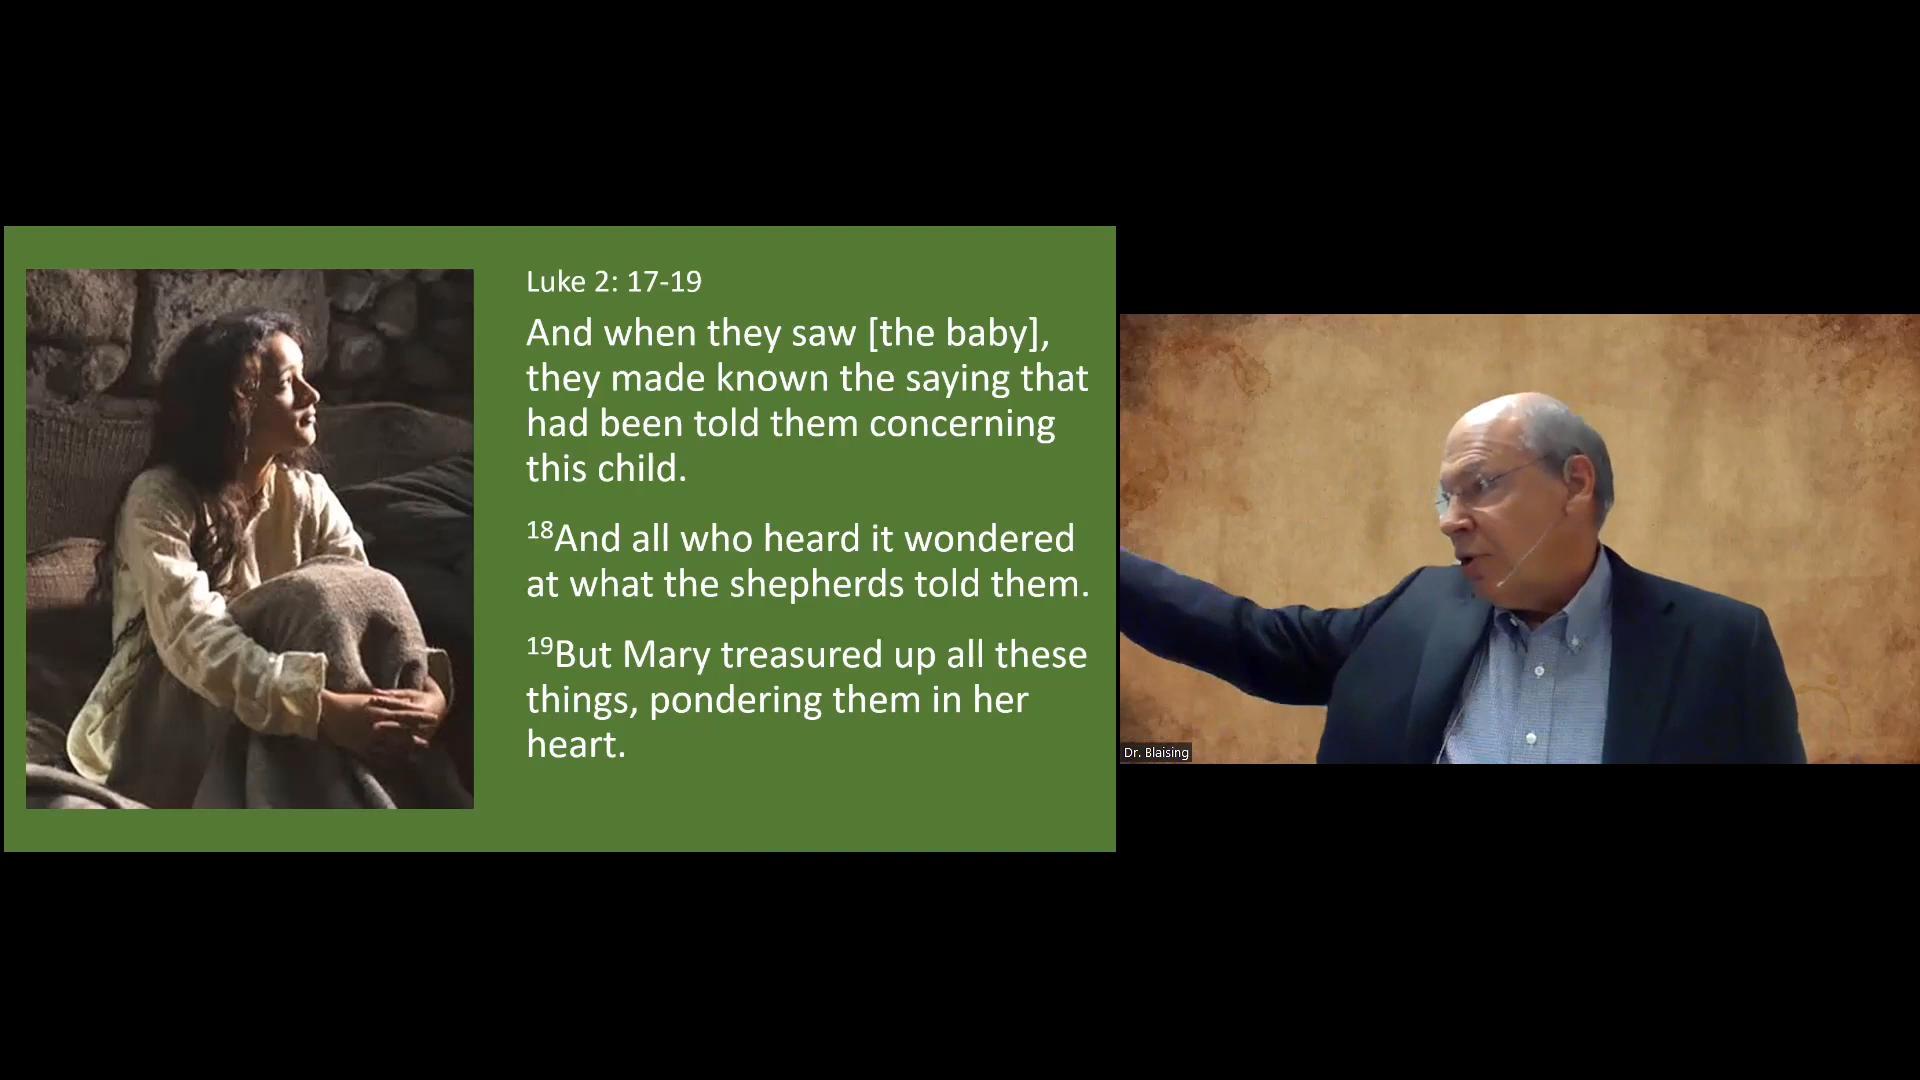 Luke 2: 17-19
And when they saw [the baby],
they made known the saying that
had been told them concerning
this child.
18And all who heard it wondered
at what the shepherds told them.
19But Mary treasured up all these
things, pondering them in her
heart.
Dr. Blaising